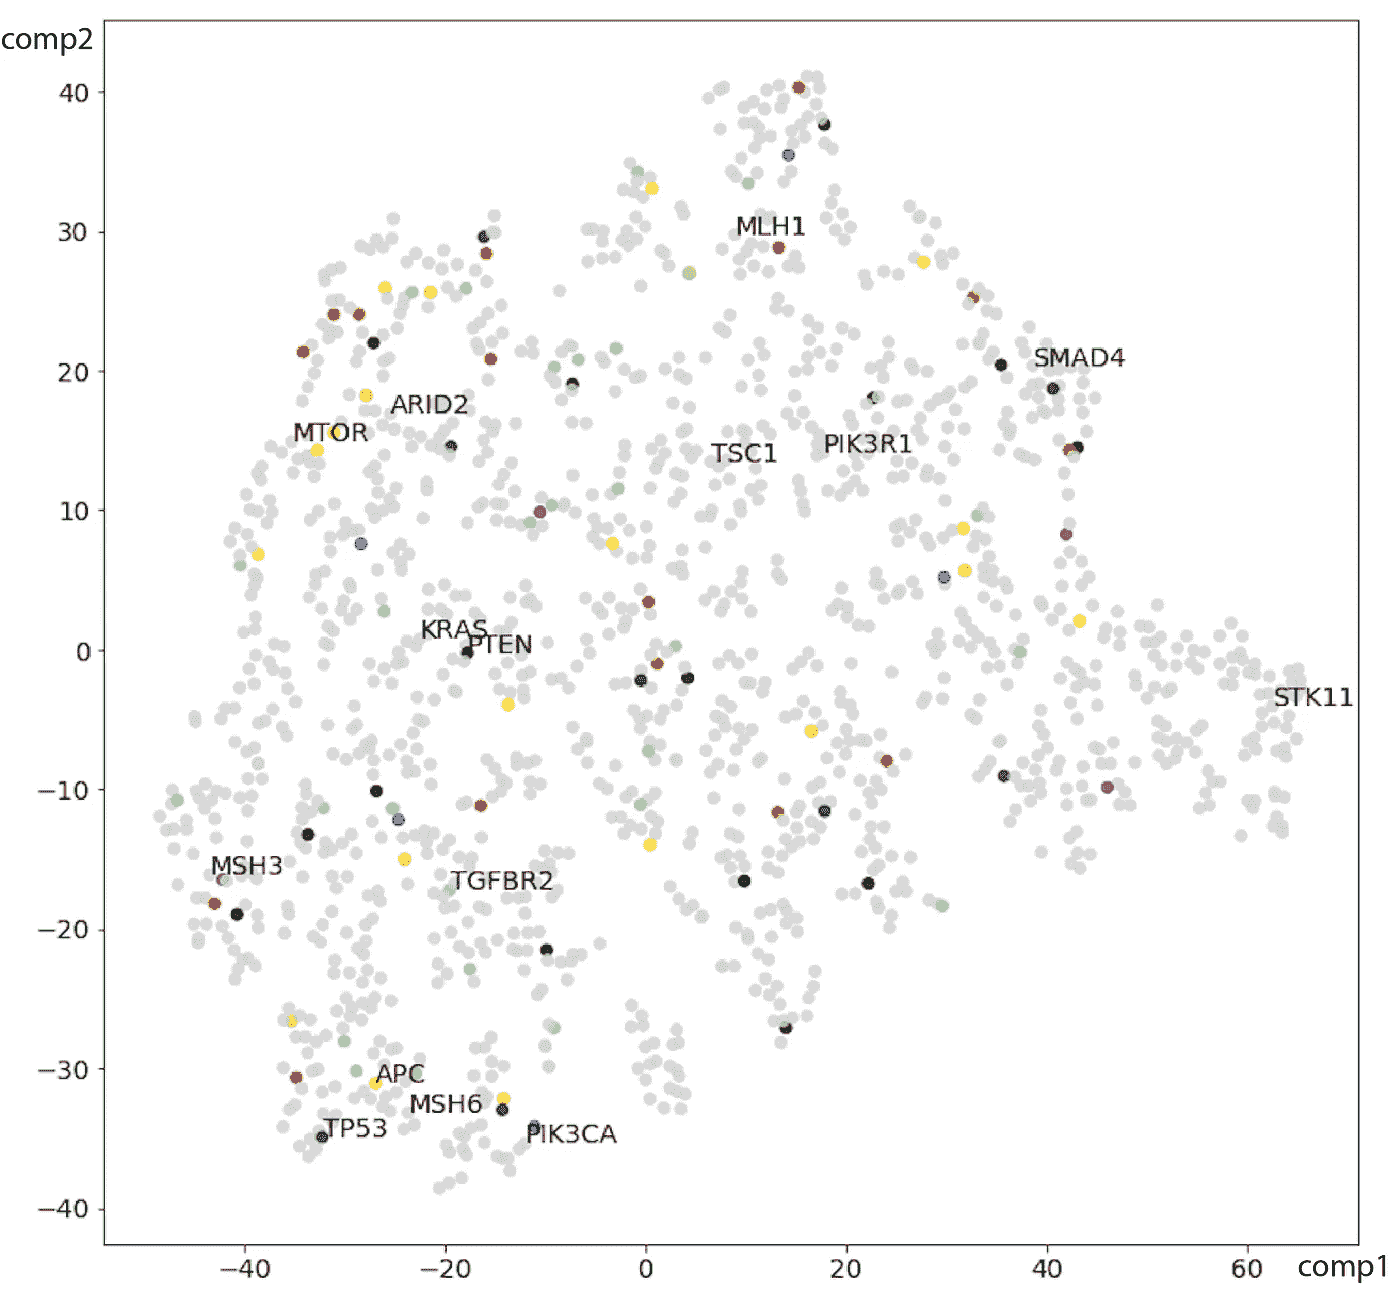 comp2
40
MLH1
30
SMAD4
20
ARID2
MTOR
PIK3R1
TSC1
10
KRAS
PTEN
0
STK11
−10
MSH3
TGFBR2
−20
APC
−30
MSH6
TP53
PIK3CA
−40
−40 −20 0 20 40 60 comp1